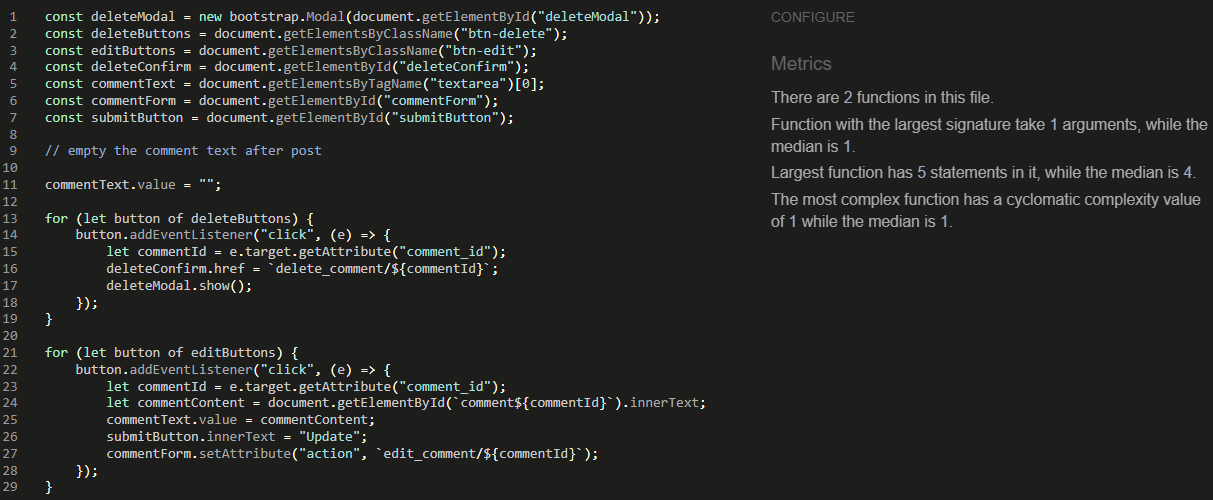 1 const deleteModal = new bootstrap.Modal(document.getElementById("deleteModal"));
2 const deleteButtons = document.getElementsByClassName("btn-delete");
3 const editButtons = document.getElementsByClassName("btn-edit");
4 const deleteConfirm = document.getElementById("deleteConfirm");
5 const commentText = document.getElementsByTagName("textarea")[0];
6 const commentForm = document.getElementById("commentForm");
7 const submitButton = document.getElementById("submitButton");
8
9 // empty the comment text after post
10
11 commentText.value = "";
12
13 for (let button of deleteButtons) {
14     button.addEventListener("click", (e) => {
15         let commentId = e.target.getAttribute("comment_id");
16         deleteConfirm.href = `delete_comment/${commentId}`;
17         deleteModal.show();
18     });
19 }
20
21 for (let button of editButtons) {
22     button.addEventListener("click", (e) => {
23         let commentId = e.target.getAttribute("comment_id");
24         let commentContent = document.getElementById(`comment${commentId}`).innerText;
25         commentText.value = commentContent;
26         submitButton.innerText = "Update";
27         commentForm.setAttribute("action", `edit_comment/${commentId}`);
28     });
29 }
CONFIGURE
Metrics
There are 2 functions in this file.
Function with the largest signature take 1 arguments, while the
median is 1.
Largest function has 5 statements in it, while the median is 4.
The most complex function has a cyclomatic complexity value
of 1 while the median is 1.